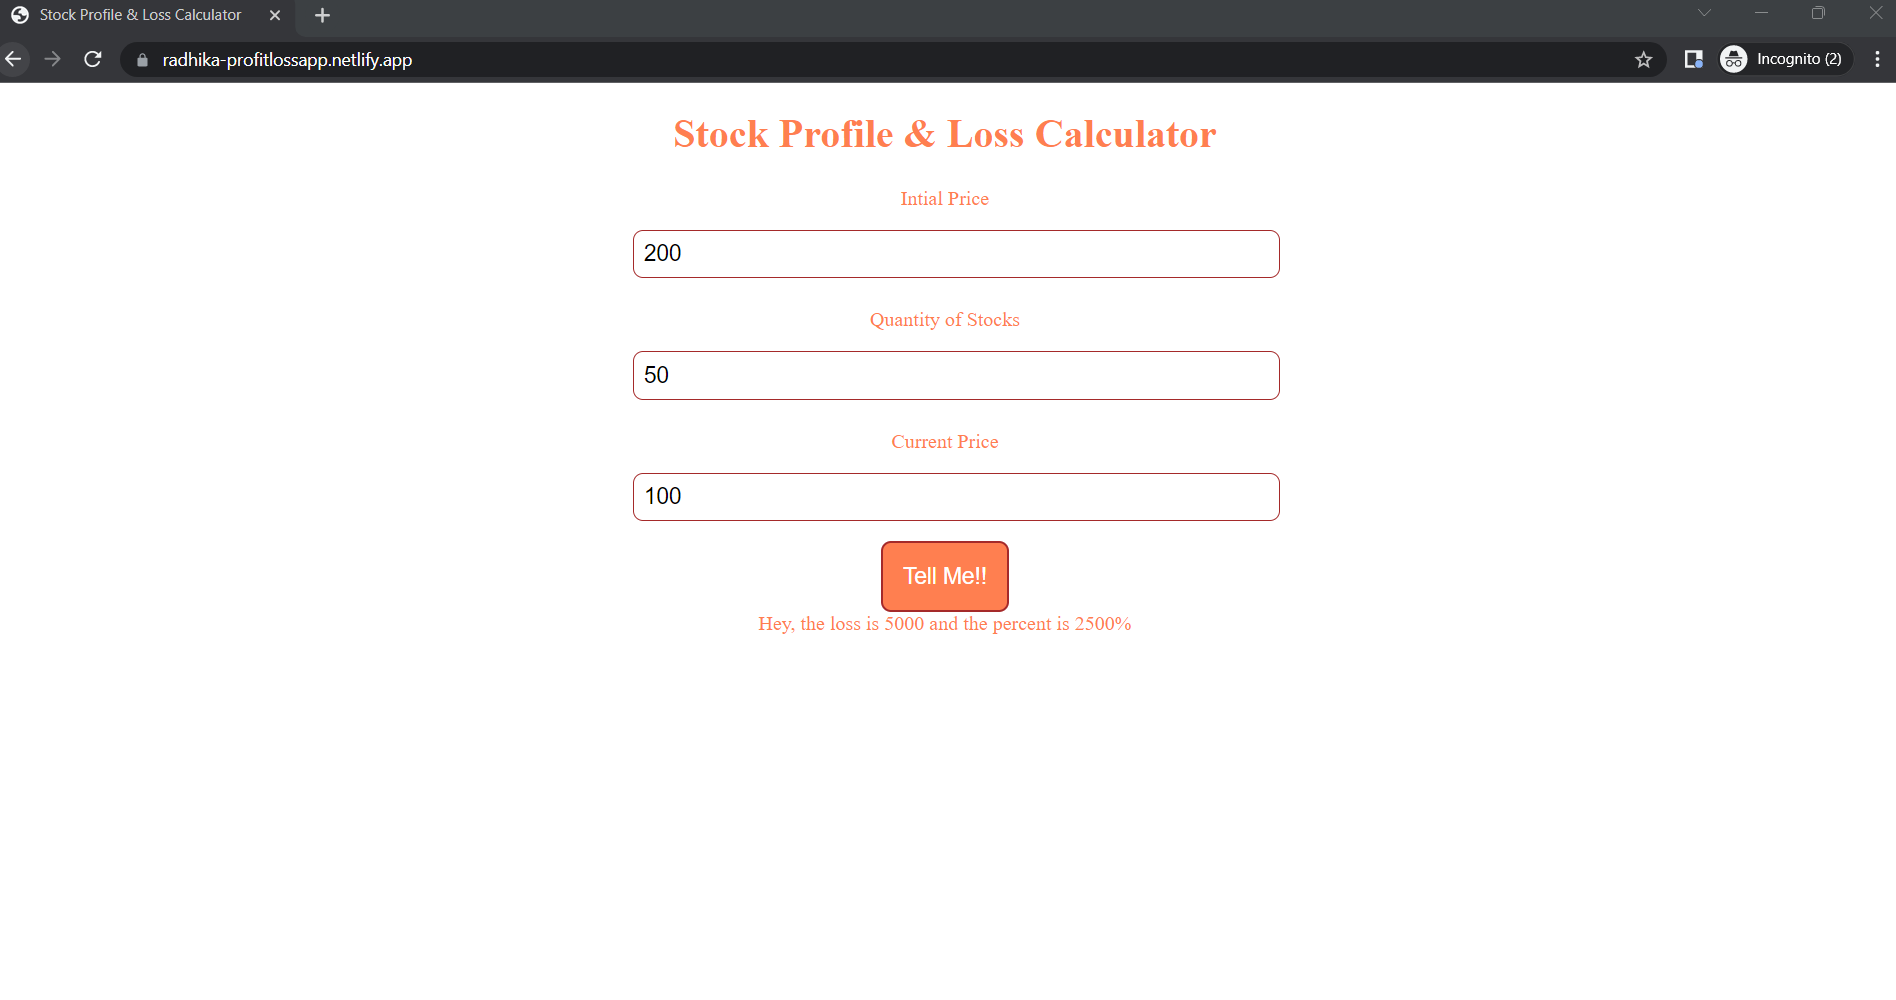 Stock Profile & Loss Calculator
radhika-profitlossapp.netlify.app
Incognito (2)
Stock Profile & Loss Calculator
Intial Price
200
Quantity of Stocks
50
Current Price
100
Tell Me!!
Hey, the loss is 5000 and the percent is 2500%